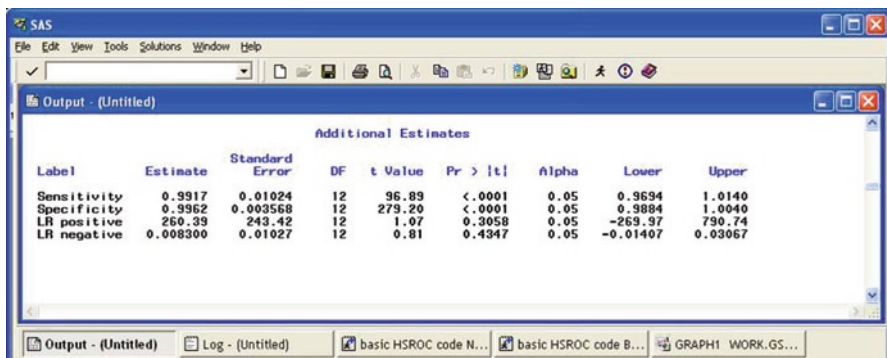 SAS
File Edit View Tools Solutions Window Help
Output - (Untitled)
Additional Estimates
Label Estimate Standard Error DF t Value Pr > |t| Alpha Lower Upper
Sensitivity 0.9917 0.01024 12 96.89 <.0001 0.05 0.9694 1.0140
Specificity 0.9962 0.003568 12 279.20 <.0001 0.05 0.9884 1.0040
LR positive 260.39 243.42 12 1.07 0.3058 0.05 -269.97 790.74
LR negative 0.008300 0.01027 12 0.81 0.4347 0.05 -0.01407 0.03067
Output - (Untitled) Log - (Untitled) basic HSROC code N... basic HSROC code B... GRAPH1 WORK.GS...